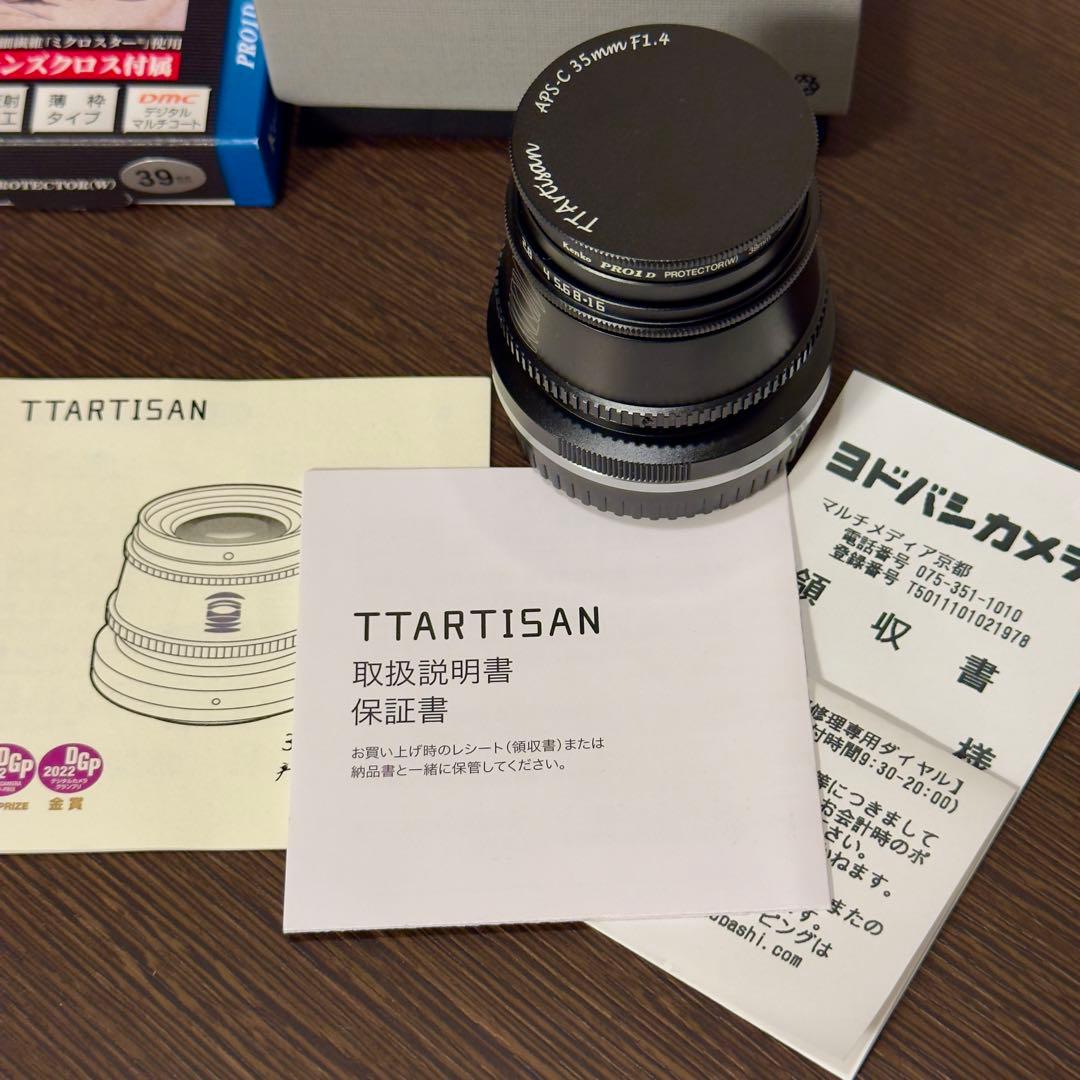 「ミクロスター」使用
ンズクロス付属
薄枠
タイプ
DMC
デジタル
マルチコート
PRO1D
PROTECTOR(W)
39
APS-C 35mm F1.4
TTArtisan
Kenko PRO1D PROTECTOR(W) 39mm
2.8 4 5.6 8·16
TTARTISAN
DGP
PRIZE
2022
DGP
デジタルカメラ
グランプリ
金賞
TTARTISAN
取扱説明書
保証書
お買い上げ時のレシート(領収書)または
納品書と一緒に保管してください。
ヨドバシカメラ
マルチメディア京都
電話番号 075-351-1010
登録番号 T5011101021978
領収書
様
修理専用ダイヤル】
付時間9:30-20:00)
等につきまして
お会計時のポ
さい。
かねます。
またの
ピングは
obashi.com